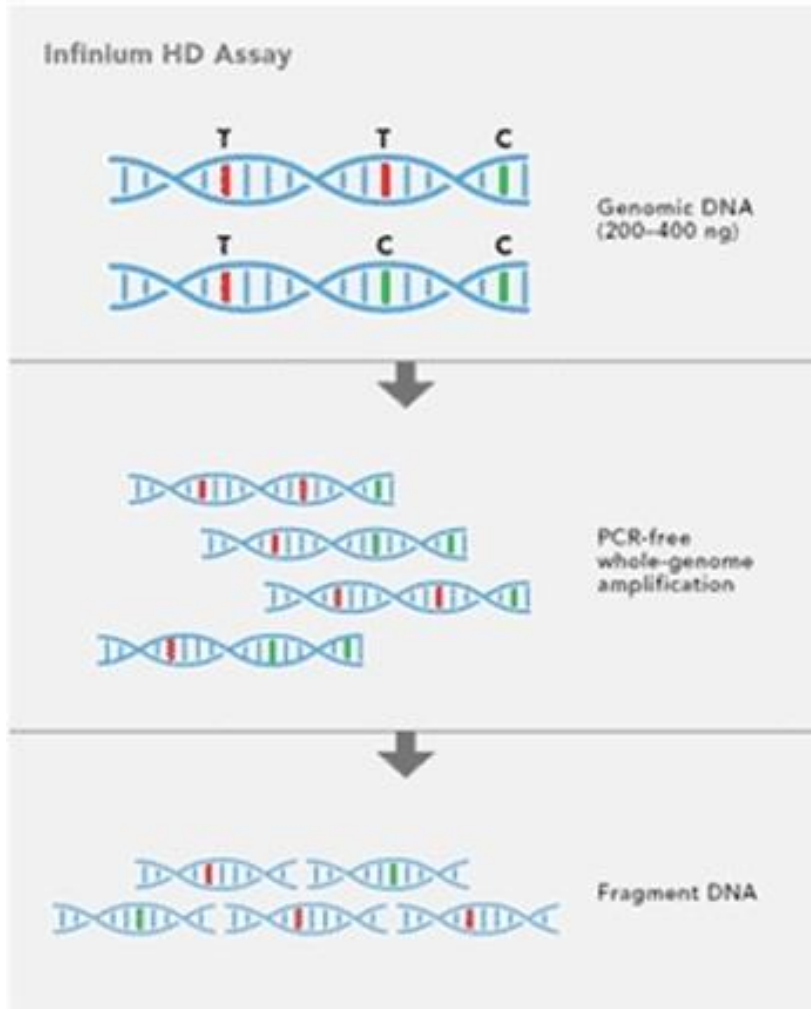 Infinium HD Assay
T T C
Genomic DNA
(200–400 ng)
T C C
PCR-free
whole-genome
amplification
Fragment DNA